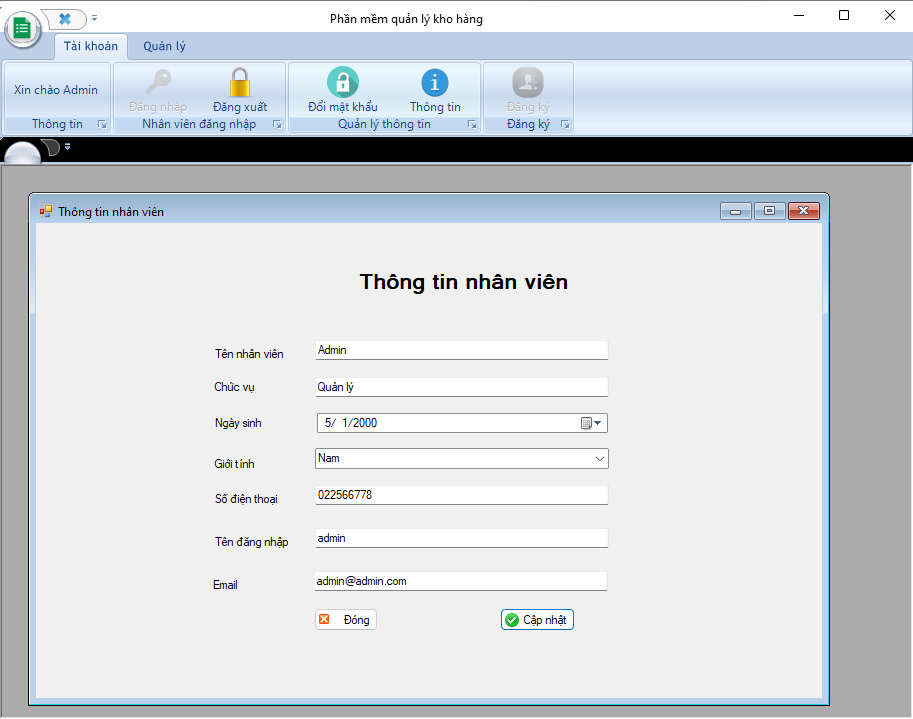 Phần mềm quản lý kho hàng
Tài khoản Quản lý
Xin chào Admin
Đăng nhập Đăng xuất Đổi mật khẩu Thông tin Đăng ký
Thông tin Nhân viên đăng nhập Quản lý thông tin Đăng ký
Thông tin nhân viên
Thông tin nhân viên
Tên nhân viên Admin
Chức vụ Quản lý
Ngày sinh 5/ 1/2000
Giới tính Nam
Số điện thoại 022566778
Tên đăng nhập admin
Email admin@admin.com
Đóng Cập nhật